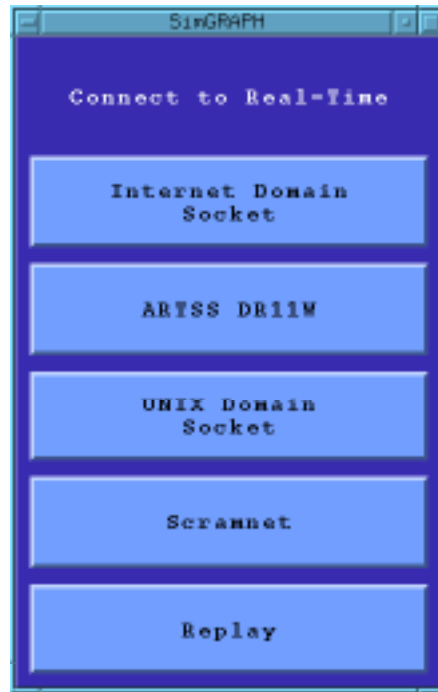 SimGRAPH
Connect to Real-Time
Internet Domain
Socket
ARTSS DR11W
UNIX Domain
Socket
Scramnet
Replay